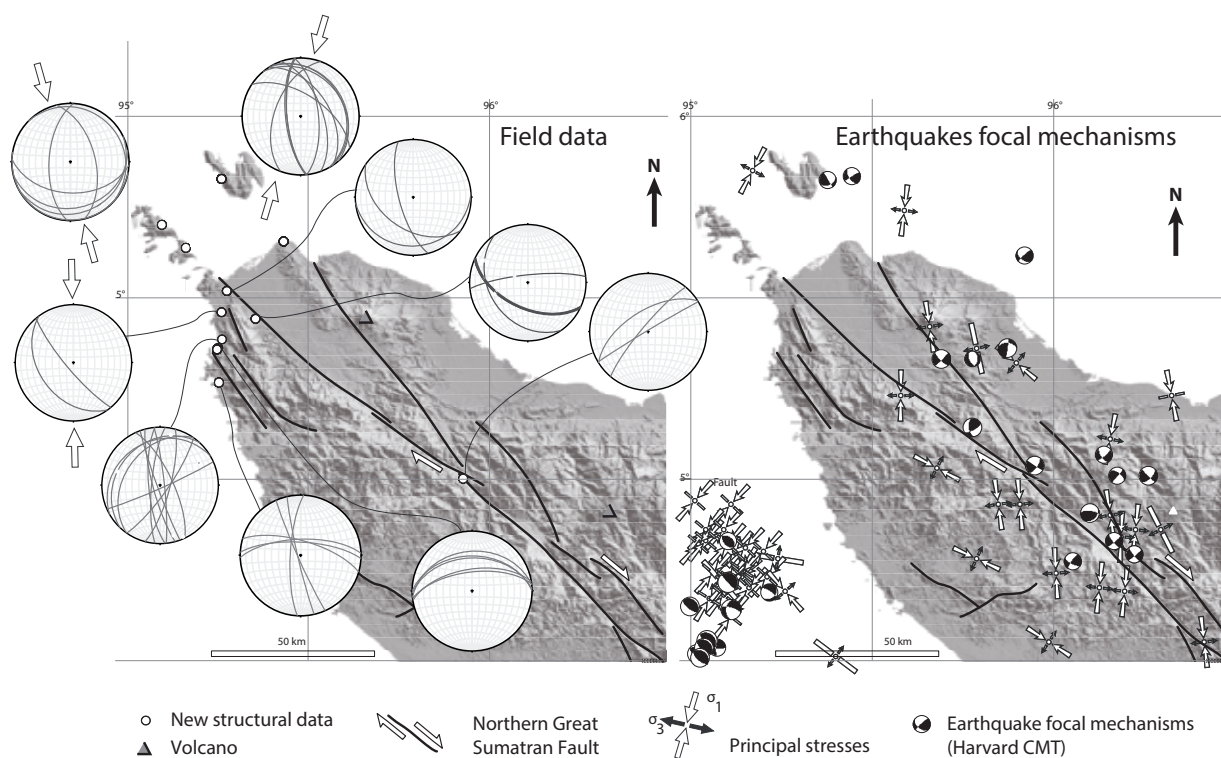 95°
96
95°
96
6°
Field data
Earthquakes focal mechanisms
N
N
5°
5°
5°
Fault
50 km
50 km
New structural data
Volcano
Northern Great
Sumatran Fault
σ1
σ3
Principal stresses
Earthquake focal mechanisms
(Harvard CMT)